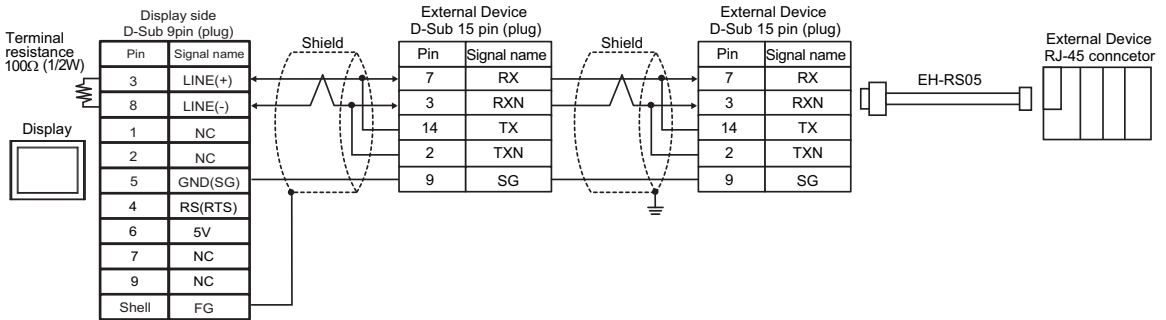 Display side
D-Sub 9pin (plug)
External Device
D-Sub 15 pin (plug)
External Device
D-Sub 15 pin (plug)
External Device
RJ-45 conncetor
Terminal
resistance
100Ω (1/2W)
Shield
Shield
EH-RS05
Display
Pin Signal name
3 LINE(+)
8 LINE(-)
1 NC
2 NC
5 GND(SG)
4 RS(RTS)
6 5V
7 NC
9 NC
Shell FG
Pin Signal name
7 RX
3 RXN
14 TX
2 TXN
9 SG
Pin Signal name
7 RX
3 RXN
14 TX
2 TXN
9 SG